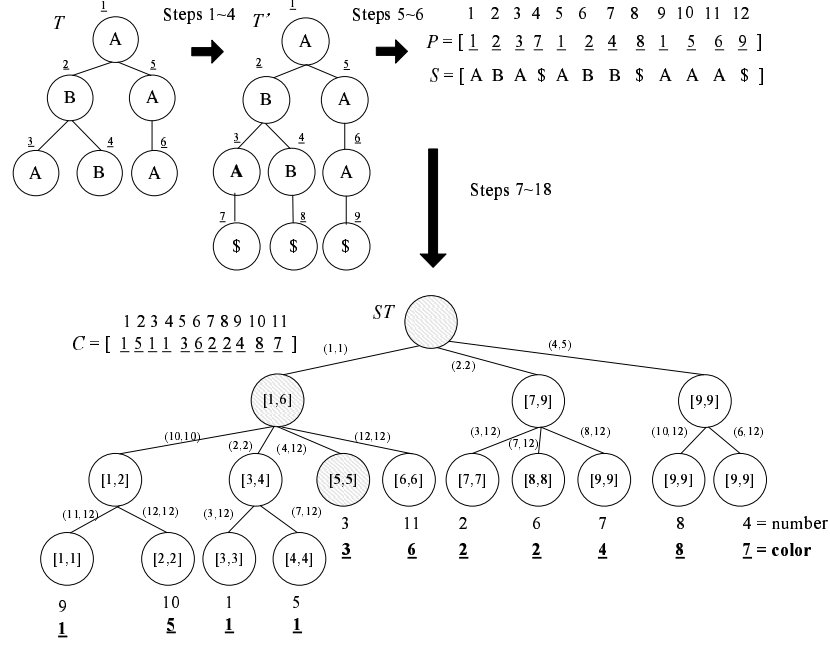 T
1
A
2
5
B
A
3
4
6
A
B
A
Steps 1~4
T'
1
A
2
5
B
A
3
4
6
A
B
A
7
8
9
$
$
$
Steps 5~6
1 2 3 4 5 6 7 8 9 10 11 12
P = [ 1 2 3 7 1 2 4 8 1 5 6 9 ]
S = [ A B A $ A B B $ A A A $ ]
Steps 7~18
ST
1 2 3 4 5 6 7 8 9 10 11
C = [ 1 5 1 1 3 6 2 2 4 8 7 ]
(1,1)
(2.2)
(4,5)
[1,6]
[7,9]
[9,9]
(10,10)
(2,2)
(4,12)
(12,12)
(3,12)
(7,12)
(8,12)
(10,12)
(6,12)
[1,2]
[3,4]
[5,5]
[6,6]
[7,7]
[8,8]
[9,9]
[9,9]
[9,9]
(11,12)
(12,12)
(3,12)
(7,12)
3 11 2 6 7 8 4 = number
3 6 2 2 4 8 7 = color
[1,1]
[2,2]
[3,3]
[4,4]
9 10 1 5
1 5 1 1